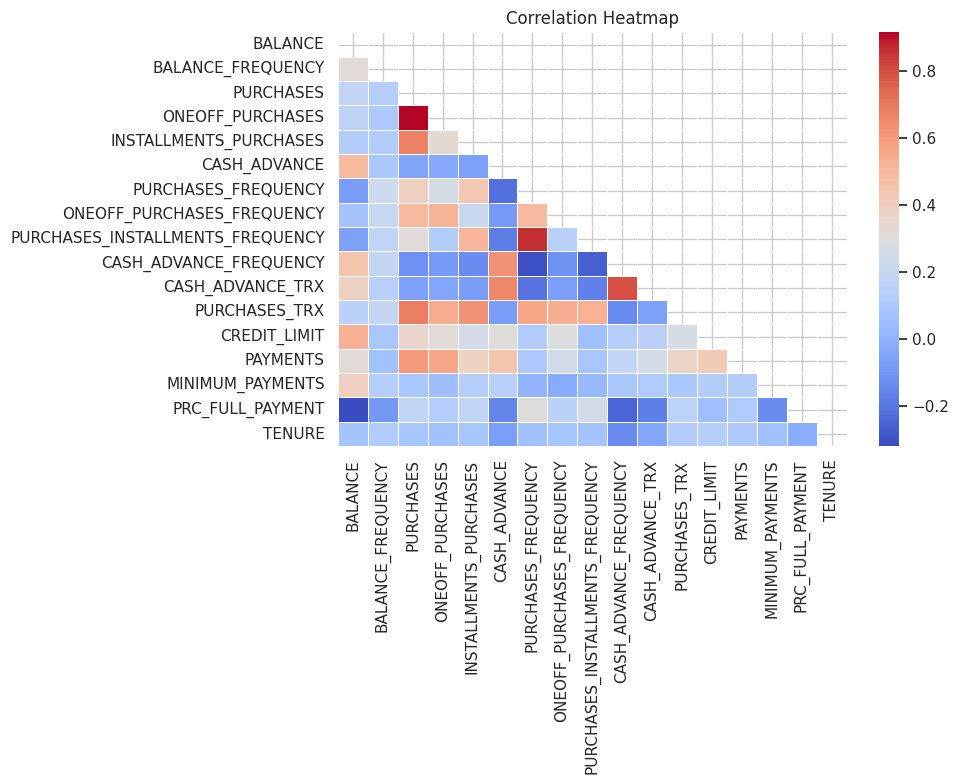 Correlation Heatmap
BALANCE
BALANCE_FREQUENCY
PURCHASES
ONEOFF_PURCHASES
INSTALLMENTS_PURCHASES
CASH_ADVANCE
PURCHASES_FREQUENCY
ONEOFF_PURCHASES_FREQUENCY
PURCHASES_INSTALLMENTS_FREQUENCY
CASH_ADVANCE_FREQUENCY
CASH_ADVANCE_TRX
PURCHASES_TRX
CREDIT_LIMIT
PAYMENTS
MINIMUM_PAYMENTS
PRC_FULL_PAYMENT
TENURE
BALANCE
BALANCE_FREQUENCY
PURCHASES
ONEOFF_PURCHASES
INSTALLMENTS_PURCHASES
CASH_ADVANCE
PURCHASES_FREQUENCY
ONEOFF_PURCHASES_FREQUENCY
PURCHASES_INSTALLMENTS_FREQUENCY
CASH_ADVANCE_FREQUENCY
CASH_ADVANCE_TRX
PURCHASES_TRX
CREDIT_LIMIT
PAYMENTS
MINIMUM_PAYMENTS
PRC_FULL_PAYMENT
TENURE
0.8
0.6
0.4
0.2
0.0
−0.2